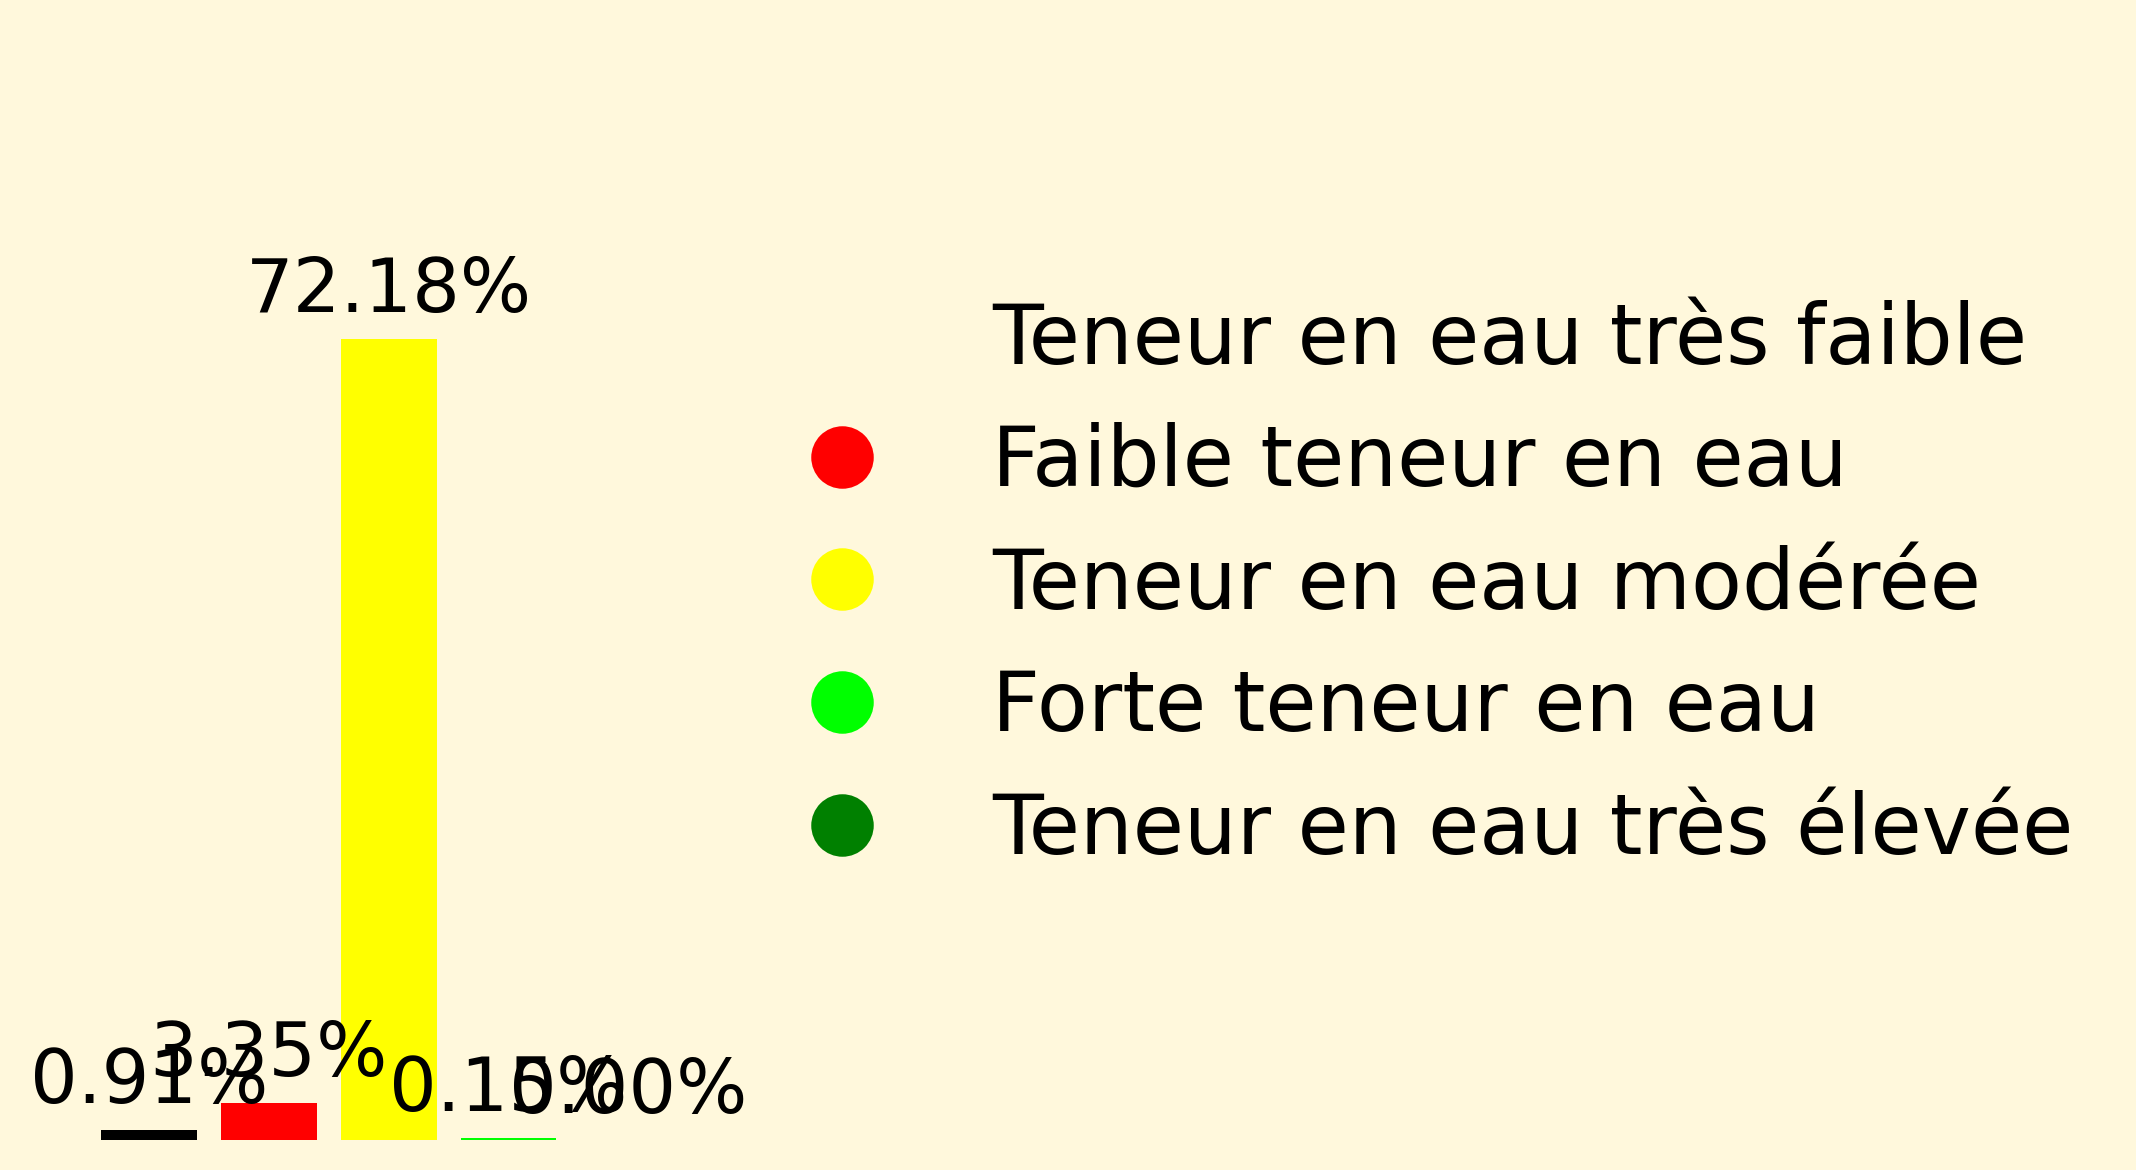 72.18%
3.35%
0.91%
0.15%
0.00%
Teneur en eau très faible
Faible teneur en eau
Teneur en eau modérée
Forte teneur en eau
Teneur en eau très élevée